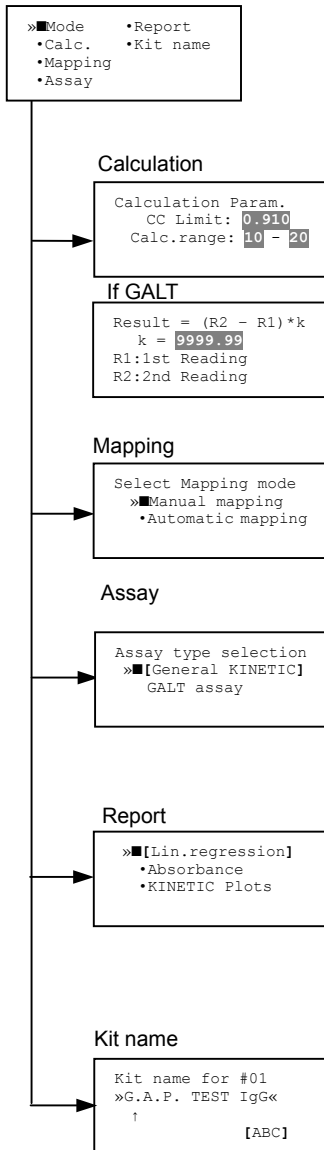 »■Mode •Report
•Calc. •Kit name
•Mapping
•Assay
Calculation
Calculation Param.
CC Limit: 0.910
Calc.range: 10 - 20
If GALT
Result = (R2 - R1)*k
k = 9999.99
R1:1st Reading
R2:2nd Reading
Mapping
Select Mapping mode
»■Manual mapping
•Automatic mapping
Assay
Assay type selection
»■[General KINETIC]
GALT assay
Report
»■[Lin.regression]
•Absorbance
•KINETIC Plots
Kit name
Kit name for #01
»G.A.P. TEST IgG«
↑
[ABC]